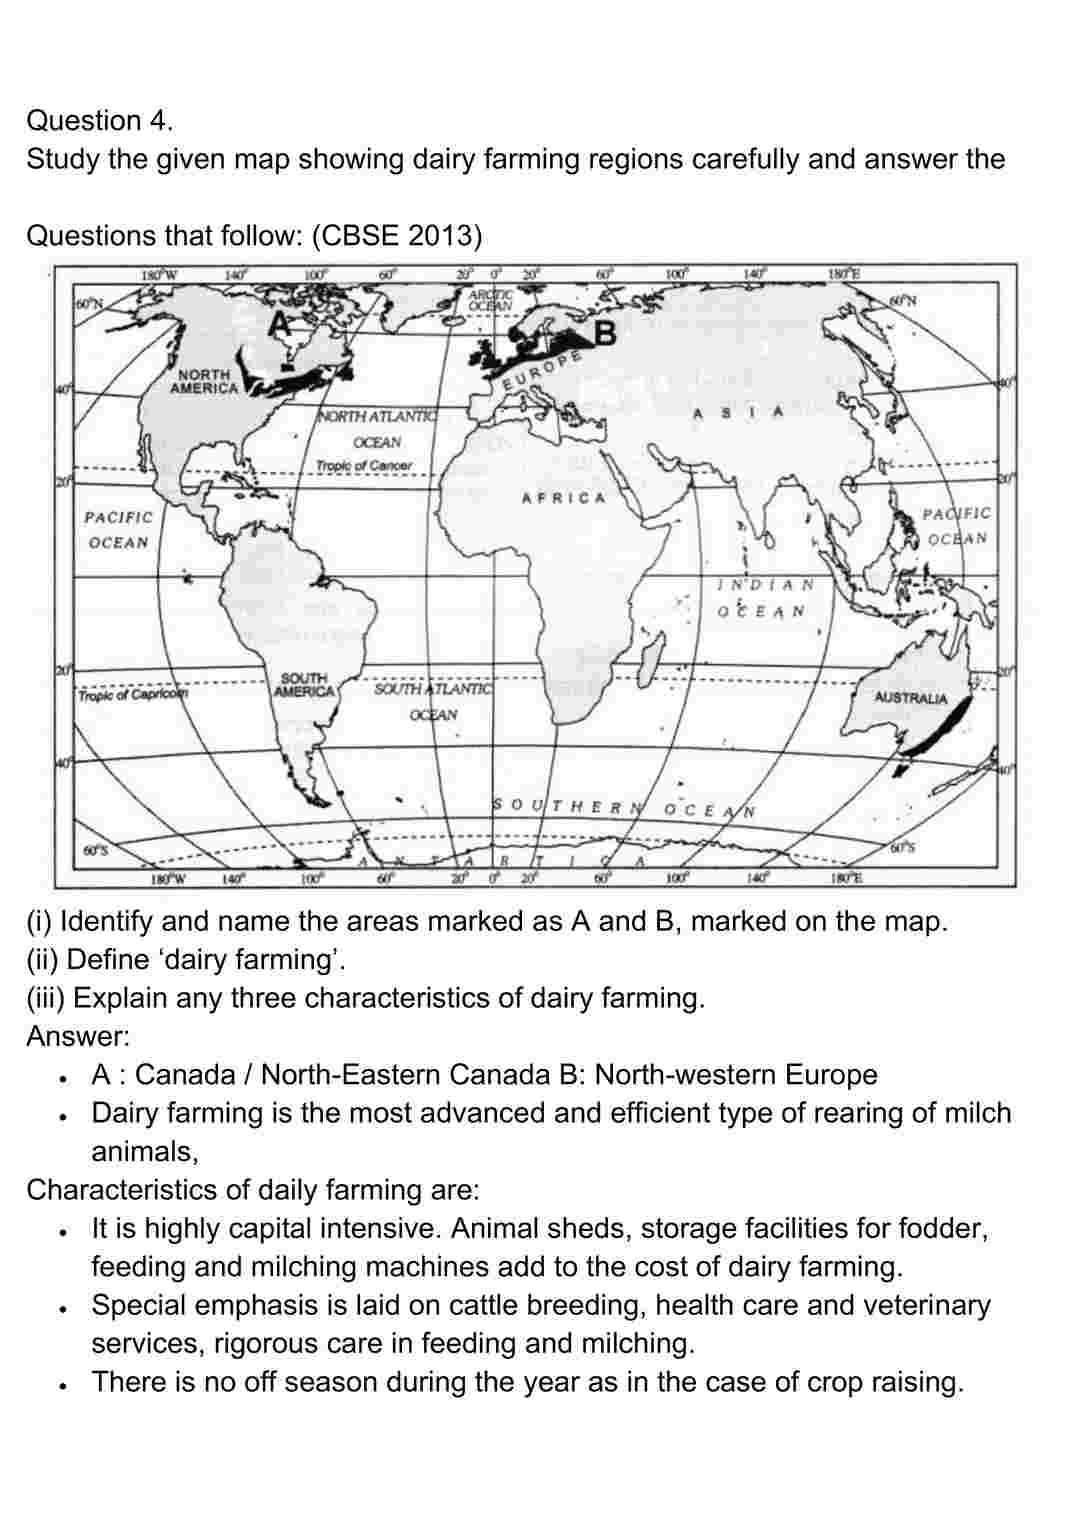 Question 4.
Study the given map showing dairy farming regions carefully and answer the
Questions that follow: (CBSE 2013)
180°W 140° 100° 60° 20° 0° 20° 60° 100° 140° 180°E
60°N ARCTIC 60°N
OCEAN
A B
NORTH
AMERICA
EUROPE
40° 40°
ASIA
NORTH ATLANTIC
OCEAN
Tropic of Cancer
20° 20°
AFRICA
PACIFIC PACIFIC
OCEAN OCEAN
INDIAN
OCEAN
20° 20°
SOUTH
AMERICA
Tropic of Capricorn SOUTH ATLANTIC AUSTRALIA
OCEAN
40° 40°
SOUTHERN OCEAN
60°S 60°S
ANTARTICA
180°W 140° 100° 60° 20° 0° 20° 60° 100° 140° 180°E
(i) Identify and name the areas marked as A and B, marked on the map.
(ii) Define ‘dairy farming’.
(iii) Explain any three characteristics of dairy farming.
Answer:
• A : Canada / North-Eastern Canada B: North-western Europe
• Dairy farming is the most advanced and efficient type of rearing of milch
animals,
Characteristics of daily farming are:
• It is highly capital intensive. Animal sheds, storage facilities for fodder,
feeding and milching machines add to the cost of dairy farming.
• Special emphasis is laid on cattle breeding, health care and veterinary
services, rigorous care in feeding and milching.
• There is no off season during the year as in the case of crop raising.